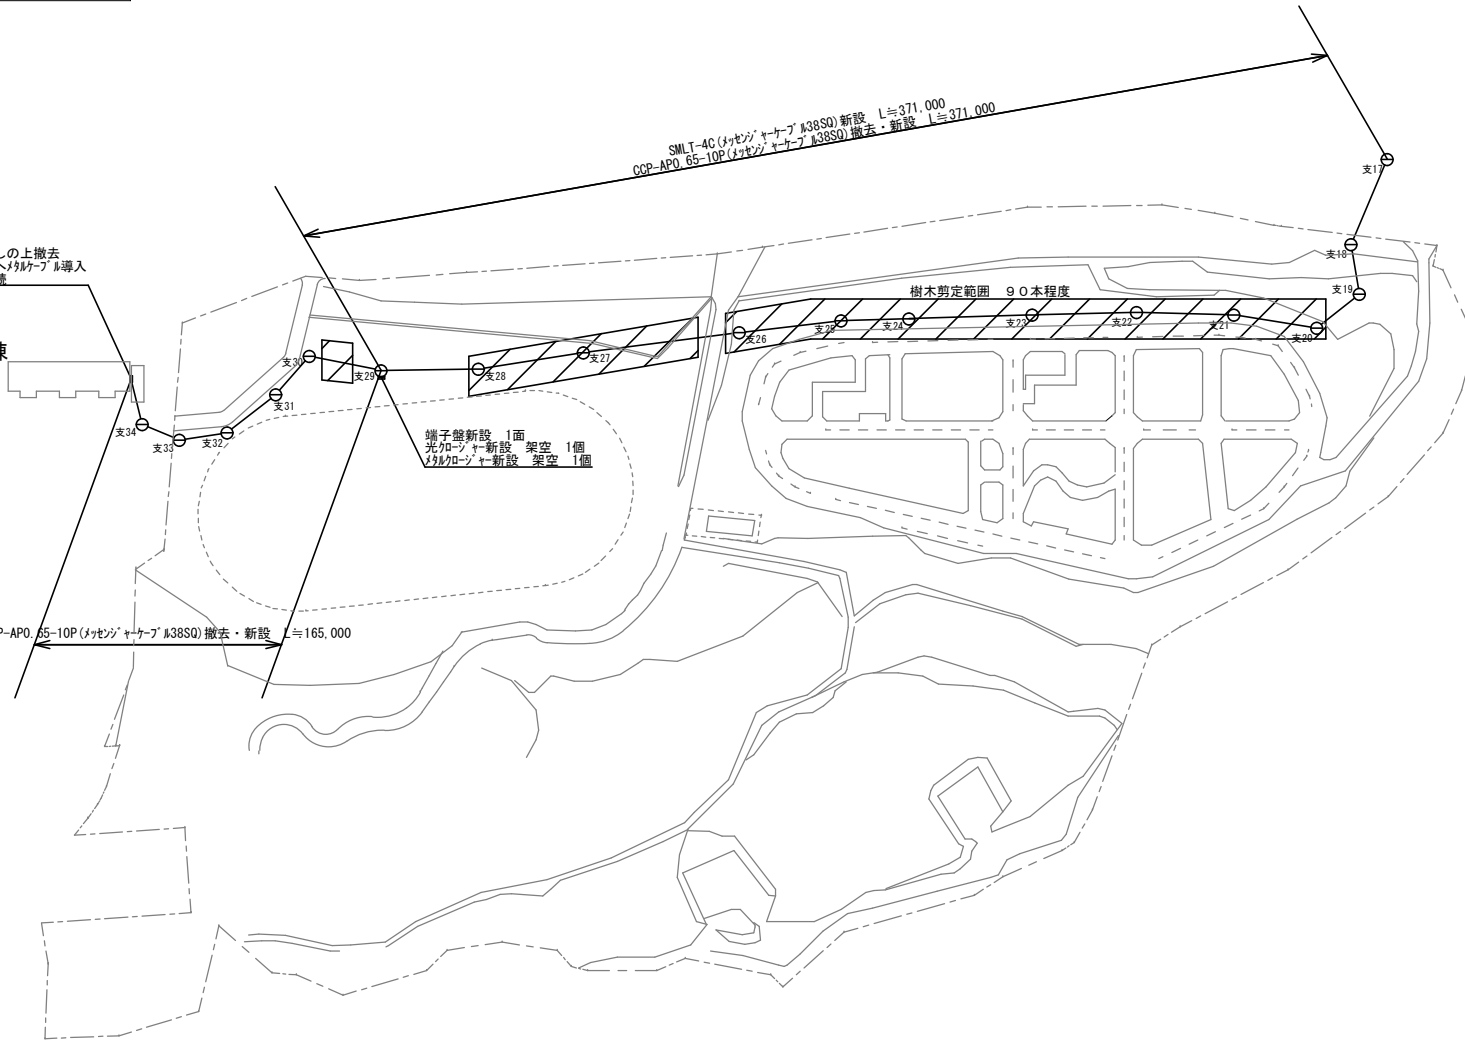 SMLT-4C(ﾒｯｾﾝｼﾞｬｰｹｰﾌﾞﾙ38SQ)新設 L≒371,000
CCP-AP0.65-10P(ﾒｯｾﾝｼﾞｬｰｹｰﾌﾞﾙ38SQ)撤去・新設 L≒371,000
支17
支18
しの上撤去
へﾒﾀﾙｹｰﾌﾞﾙ導入
続
支19
樹木剪定範囲 90本程度
支20
支21
支22
支23
支24
支25
支26
支27
支28
支29
支30
棟
支31
支32
支33
支34
端子盤新設 1面
光ｸﾛｰｼﾞｬｰ新設 架空 1個
ﾒﾀﾙｸﾛｰｼﾞｬｰ新設 架空 1個
P-AP0.65-10P(ﾒｯｾﾝｼﾞｬｰｹｰﾌﾞﾙ38SQ)撤去・新設 L≒165,000